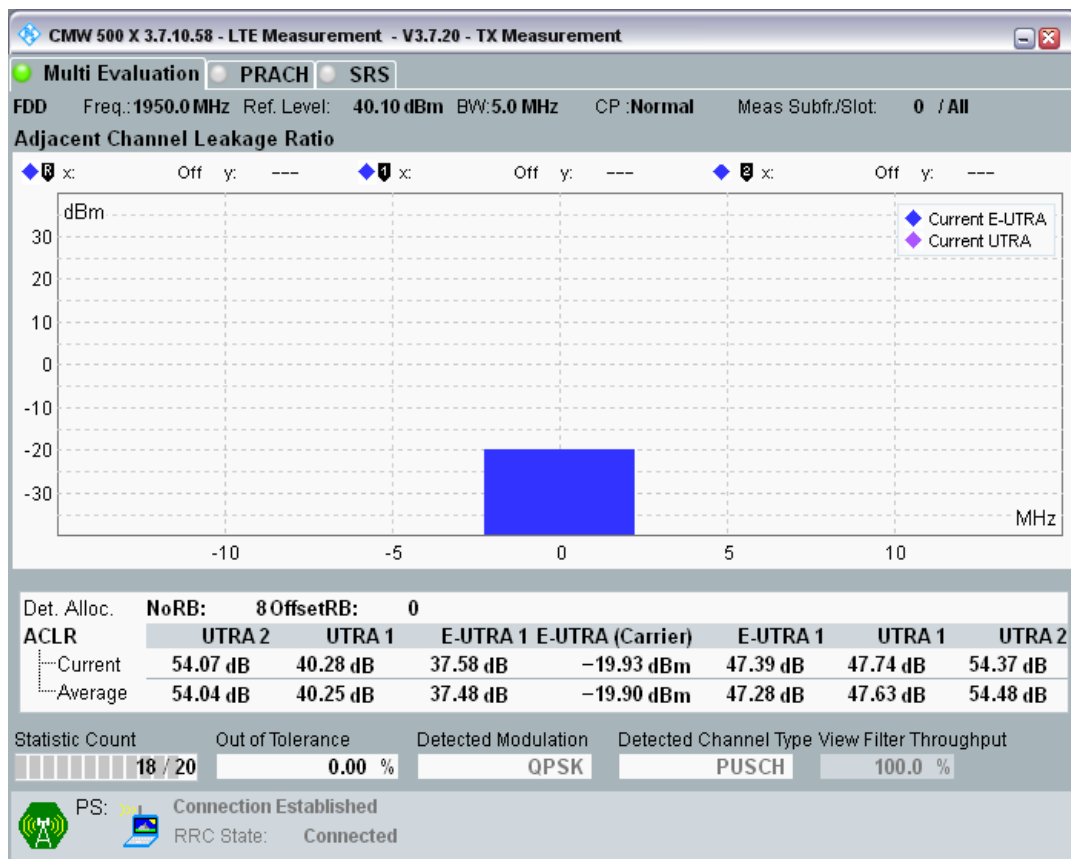 CMW 500 X 3.7.10.58 - LTE Measurement - V3.7.20 - TX Measurement
Multi Evaluation PRACH SRS
FDD Freq.: 1950.0 MHz Ref. Level: 40.10 dBm BW: 5.0 MHz CP : Normal Meas Subfr./Slot: 0 / All
Adjacent Channel Leakage Ratio
R x: Off y: --- 1 x: Off y: --- 2 x: Off y: ---
dBm
Current E-UTRA
Current UTRA
30
20
10
0
-10
-20
-30
MHz
-10 -5 0 5 10
Det. Alloc. NoRB: 8 OffsetRB: 0
ACLR UTRA 2 UTRA 1 E-UTRA 1 E-UTRA (Carrier) E-UTRA 1 UTRA 1 UTRA 2
Current 54.07 dB 40.28 dB 37.58 dB −19.93 dBm 47.39 dB 47.74 dB 54.37 dB
Average 54.04 dB 40.25 dB 37.48 dB −19.90 dBm 47.28 dB 47.63 dB 54.48 dB
Statistic Count Out of Tolerance Detected Modulation Detected Channel Type View Filter Throughput
18 / 20 0.00 % QPSK PUSCH 100.0 %
PS: Connection Established
RRC State: Connected